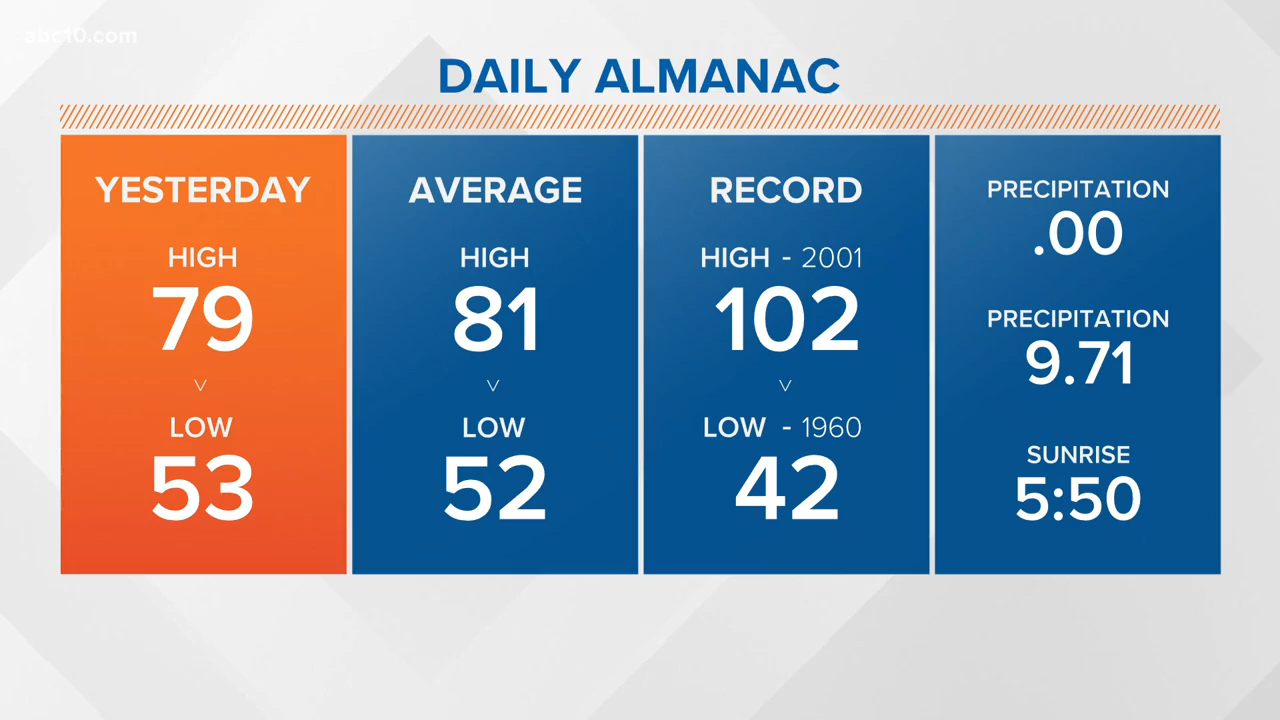 abc10.com
DAILY ALMANAC
YESTERDAY
HIGH
79
LOW
53
AVERAGE
HIGH
81
LOW
52
RECORD
HIGH - 2001
102
LOW - 1960
42
PRECIPITATION
.00
PRECIPITATION
9.71
SUNRISE
5:50